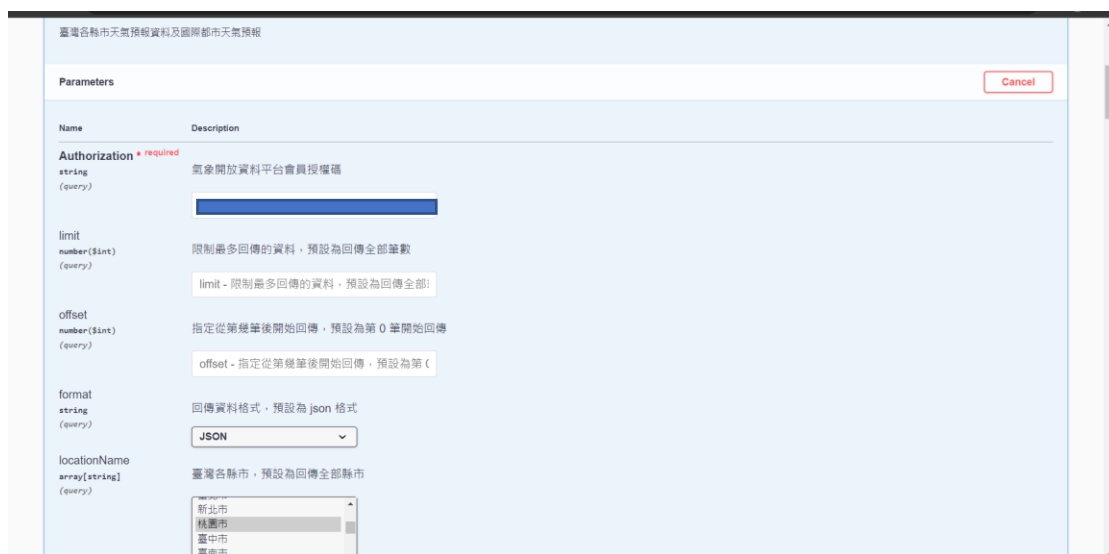 臺灣各縣市天氣預報資料及國際都市天氣預報
Parameters
Cancel
Name Description
Authorization * required
string
(query)
氣象開放資料平台會員授權碼
limit
number($int)
(query)
限制最多回傳的資料，預設為回傳全部筆數
limit - 限制最多回傳的資料，預設為回傳全部
offset
number($int)
(query)
指定從第幾筆後開始回傳，預設為第 0 筆開始回傳
offset - 指定從第幾筆後開始回傳，預設為第 (
format
string
(query)
回傳資料格式，預設為 json 格式
JSON
locationName
array[string]
(query)
臺灣各縣市，預設為回傳全部縣市
新北市
桃園市
臺中市
臺南市